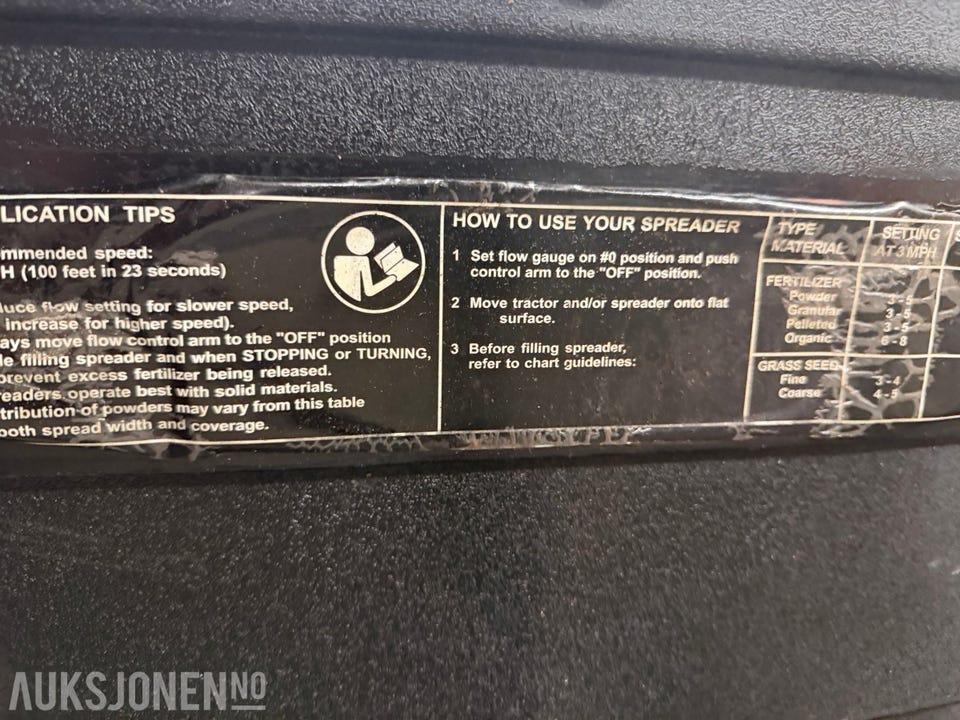 LICATION TIPS
mmended speed:
H (100 feet in 23 seconds)
duce flow setting for slower speed,
increase for higher speed).
ays move flow control arm to the "OFF" position
le filling spreader and when STOPPING or TURNING,
prevent excess fertilizer being released.
readers operate best with solid materials.
tribution of powders may vary from this table
both spread width and coverage.
HOW TO USE YOUR SPREADER
1 Set flow gauge on #0 position and push
control arm to the "OFF" position.
2 Move tractor and/or spreader onto flat
surface.
3 Before filling spreader,
refer to chart guidelines:
TYPE SETTING S
MATERIAL AT 3 MPH
FERTILIZER
Powder 3 - 5
Granular 3 - 5
Pelleted 3 - 5
Organic 6 - 8
GRASS SEED
Fine 3 - 4
Coarse 4 - 5
AUKSJONEN NO